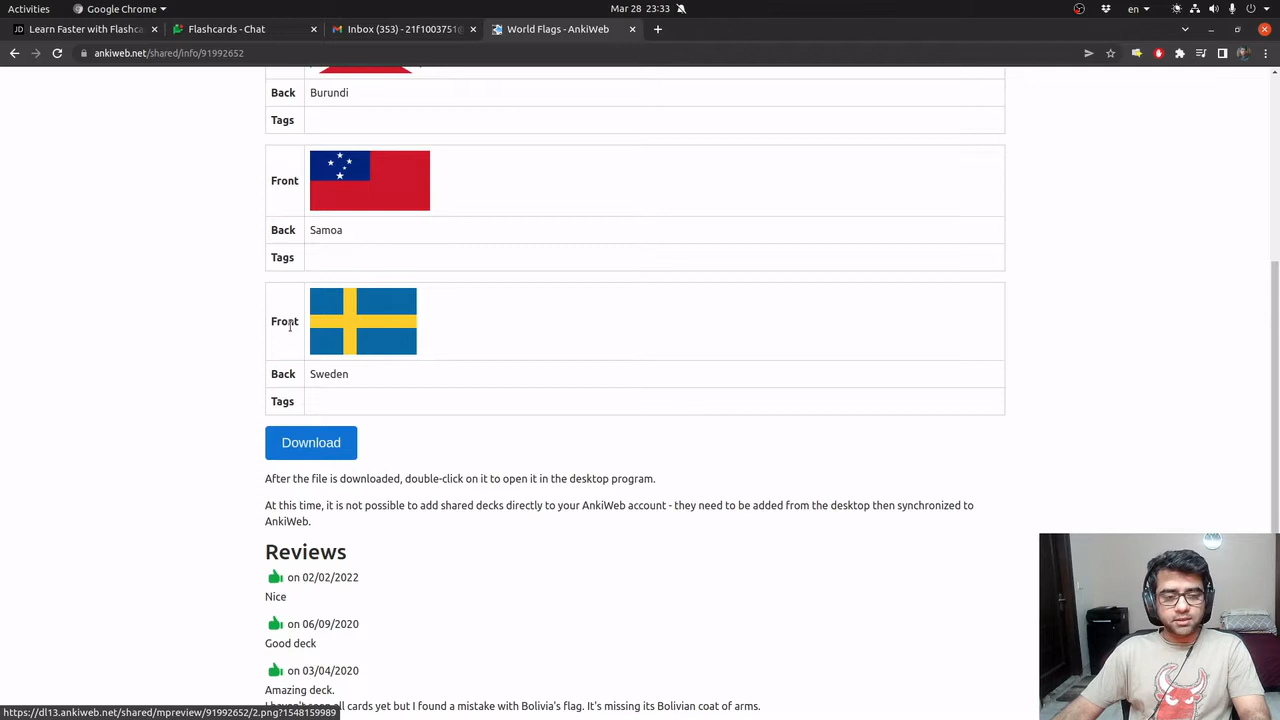 Activities
Google Chrome
Mar 28 23:33
en
Learn Faster with Flashca
Flashcards - Chat
Inbox (353) - 21f1003751@
World Flags - AnkiWeb
ankiweb.net/shared/info/91992652
Back Burundi
Tags
Front
Back Samoa
Tags
Front
Back Sweden
Tags
Download
After the file is downloaded, double-click on it to open it in the desktop program.
At this time, it is not possible to add shared decks directly to your AnkiWeb account - they need to be added from the desktop then synchronized to
AnkiWeb.
Reviews
on 02/02/2022
Nice
on 06/09/2020
Good deck
on 03/04/2020
Amazing deck.
all cards yet but I found a mistake with Bolivia's flag. It's missing its Bolivian coat of arms.
https://dl13.ankiweb.net/shared/mpreview/91992652/2.png?1548159989